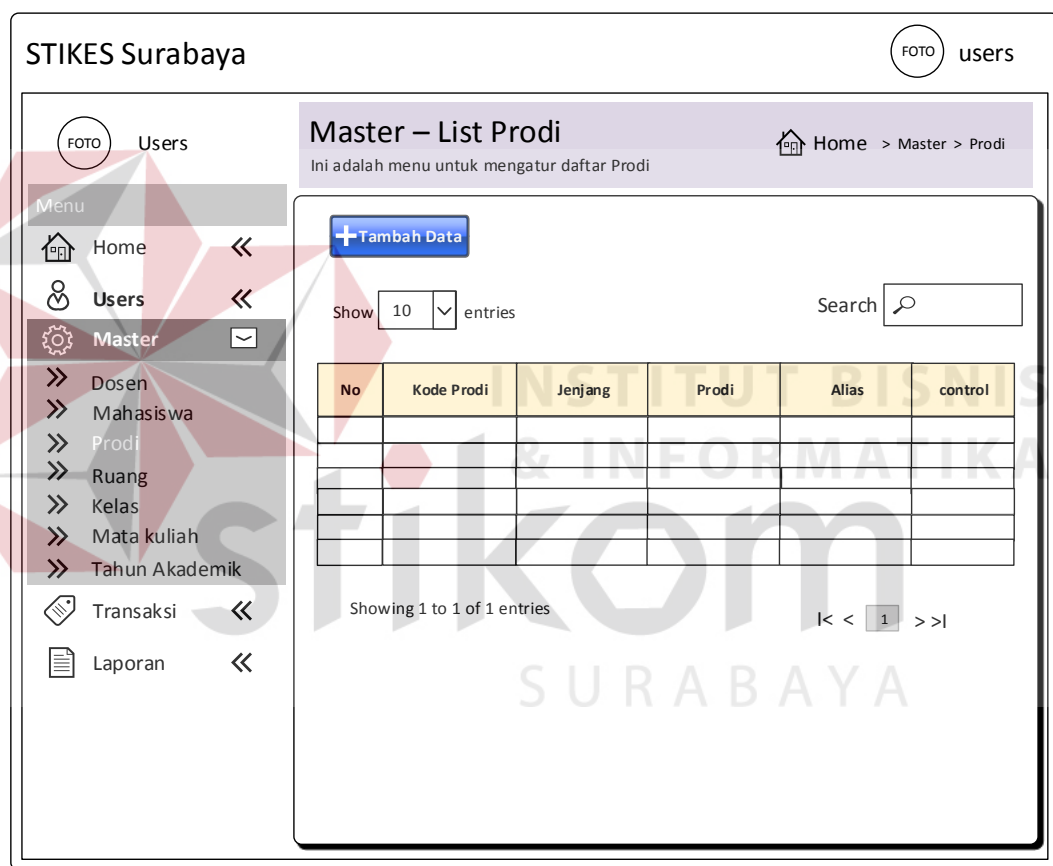 STIKES Surabaya
FOTO users
FOTO Users
Menu
Home
Users
Master
Dosen
Mahasiswa
Prodi
Ruang
Kelas
Mata kuliah
Tahun Akademik
Transaksi
Laporan
Master – List Prodi
Ini adalah menu untuk mengatur daftar Prodi
Home > Master > Prodi
+Tambah Data
Show 10 entries
Search
No Kode Prodi Jenjang Prodi Alias control
Showing 1 to 1 of 1 entries
|< < 1 > >|
INSTITUT BISNIS
& INFORMATIKA
stikom
SURABAYA